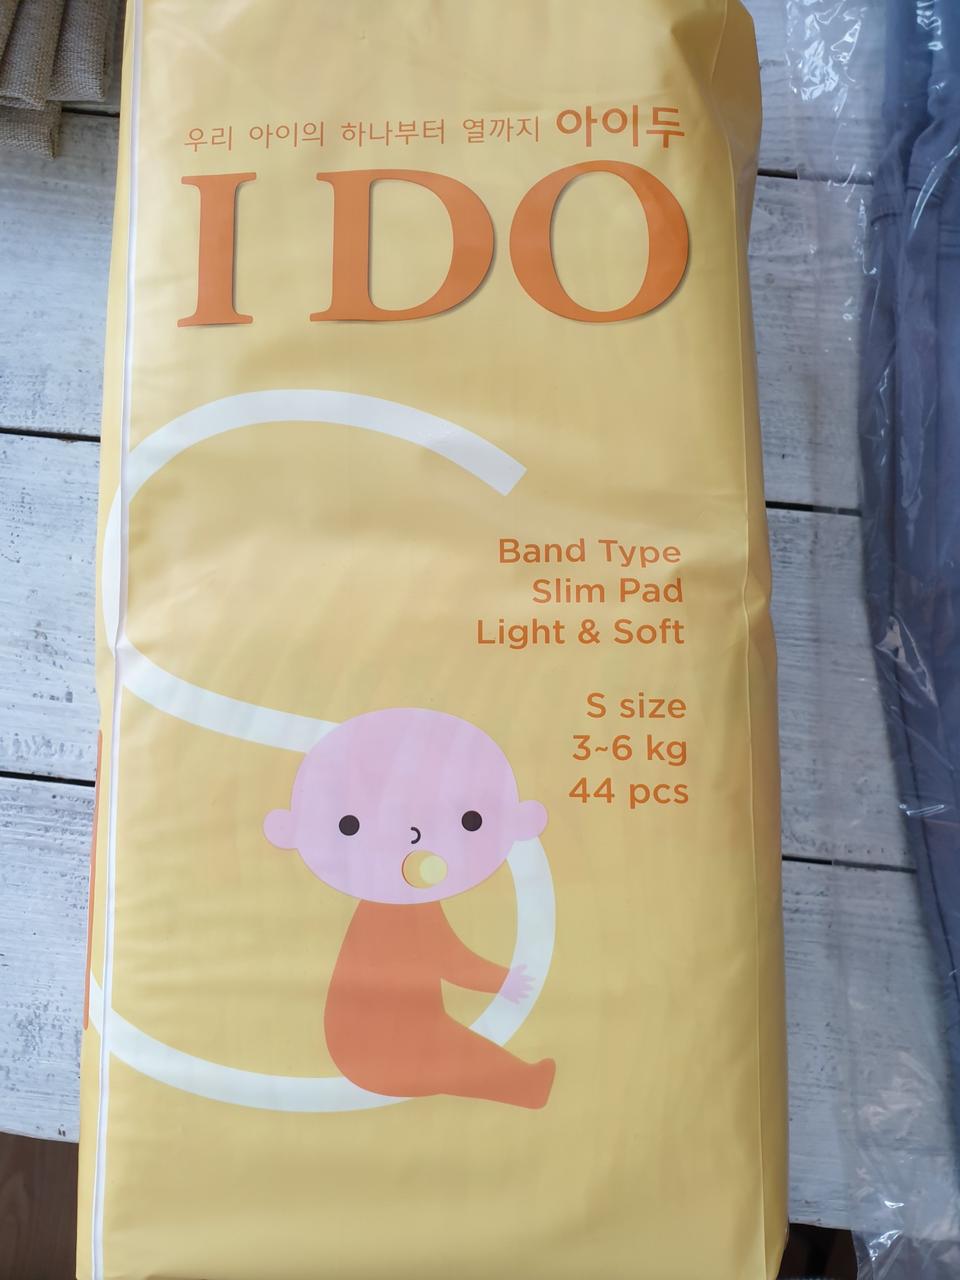 우리 아이의 하나부터 열까지 아이두
I DO
Band Type
Slim Pad
Light & Soft
S size
3~6 kg
44 pcs